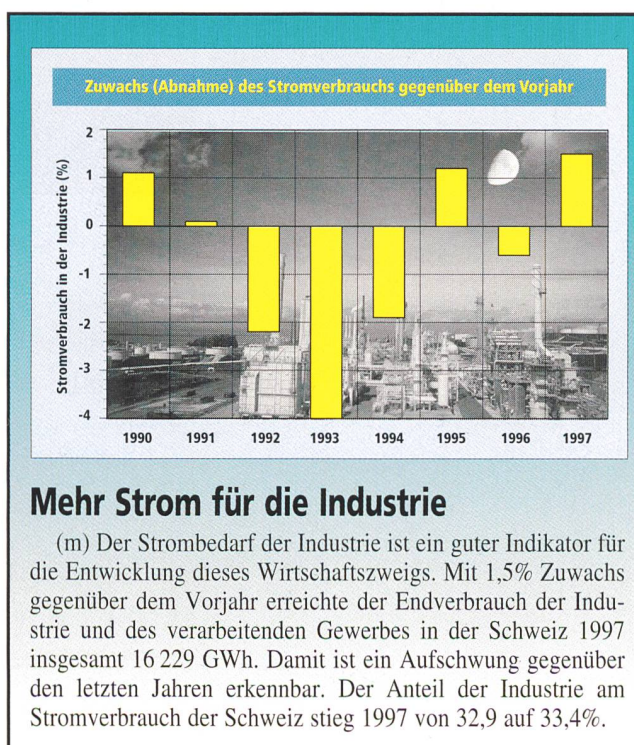 Zuwachs (Abnahme) des Stromverbrauchs gegenüber dem Vorjahr
Stromverbrauch in der Industrie (%)
2
1
0
-1
-2
-3
-4
1990 1991 1992 1993 1994 1995 1996 1997
Mehr Strom für die Industrie
(m) Der Strombedarf der Industrie ist ein guter Indikator für
die Entwicklung dieses Wirtschaftszweigs. Mit 1,5% Zuwachs
gegenüber dem Vorjahr erreichte der Endverbrauch der Indu-
strie und des verarbeitenden Gewerbes in der Schweiz 1997
insgesamt 16 229 GWh. Damit ist ein Aufschwung gegenüber
den letzten Jahren erkennbar. Der Anteil der Industrie am
Stromverbrauch der Schweiz stieg 1997 von 32,9 auf 33,4%.